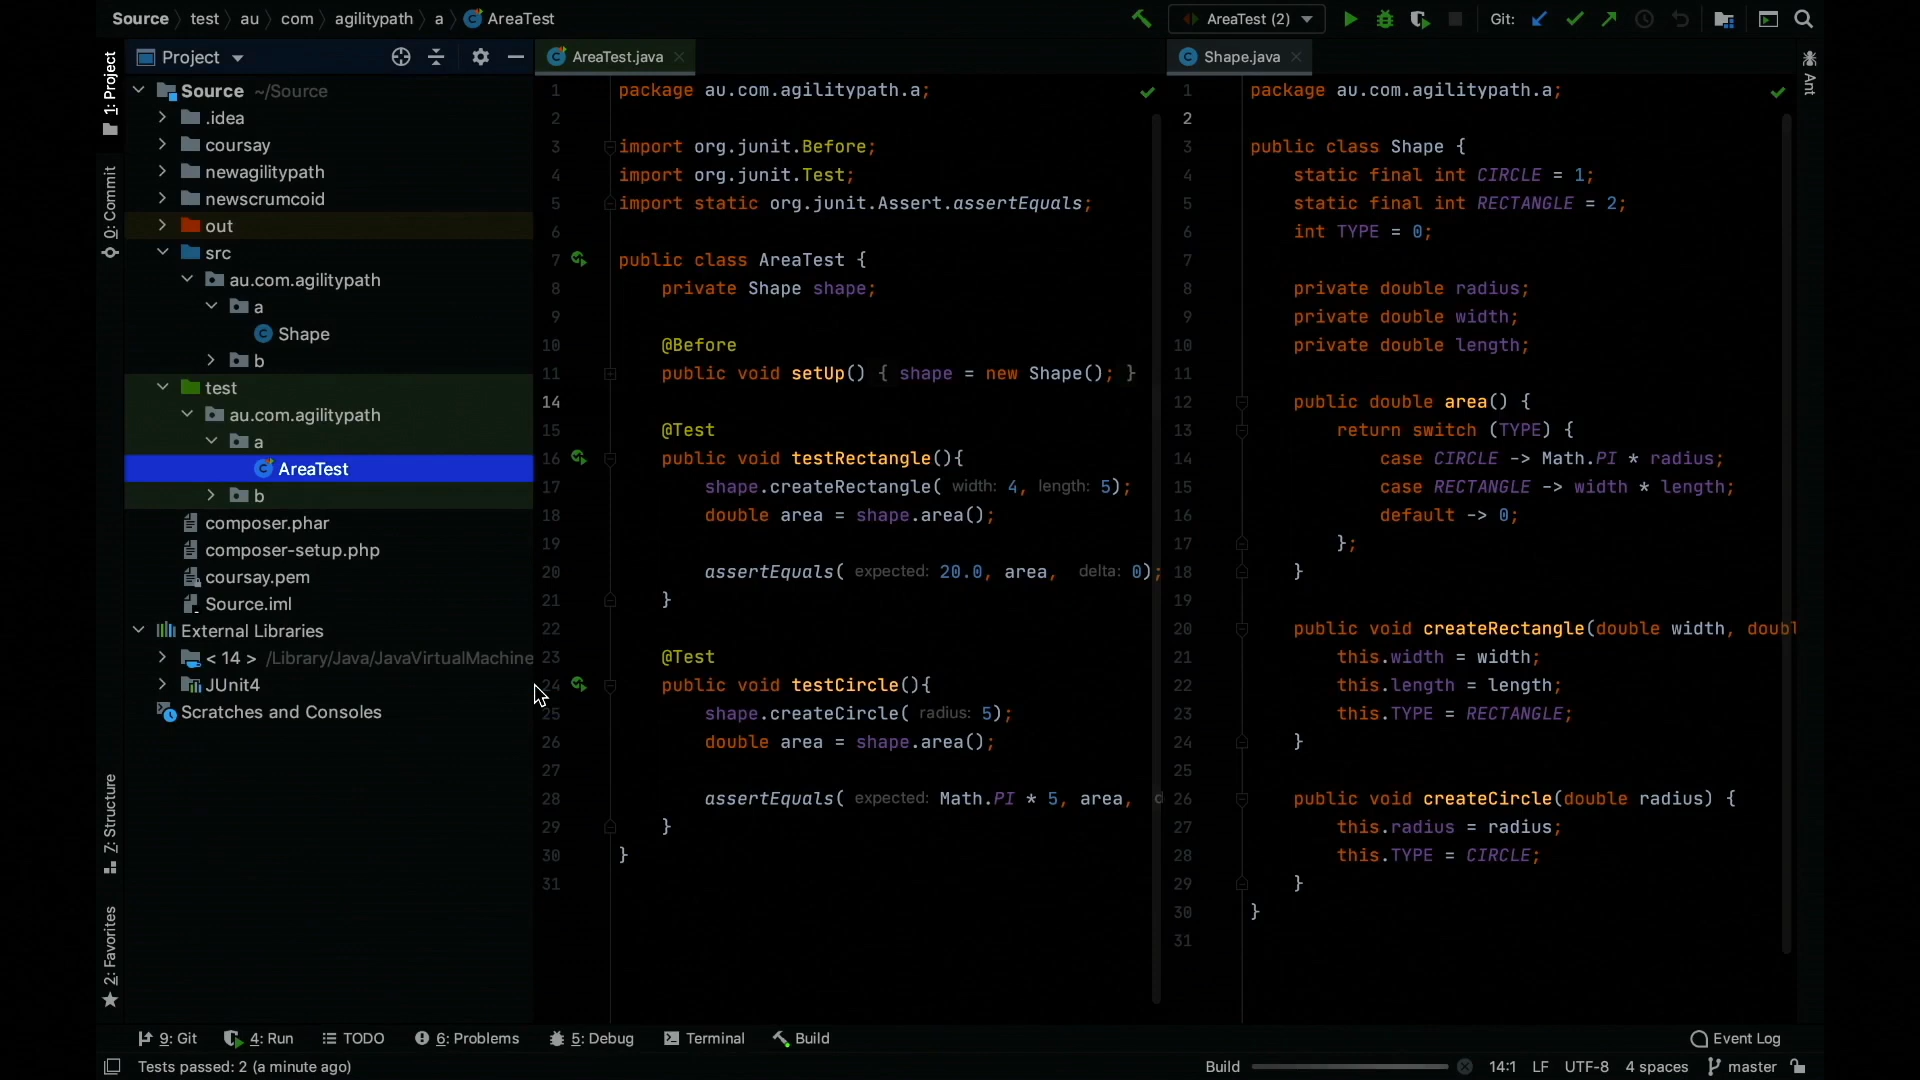 Source test au com agilitypath a AreaTest
AreaTest (2)
Git:
1: Project
0: Commit
7: Structure
2: Favorites
Project
Source ~/Source
.idea
coursay
newagilitypath
newscrumcoid
out
src
au.com.agilitypath
a
Shape
b
test
au.com.agilitypath
a
AreaTest
b
composer.phar
composer-setup.php
coursay.pem
Source.iml
External Libraries
< 14 > /Library/Java/JavaVirtualMachine
JUnit4
Scratches and Consoles
AreaTest.java
1 package au.com.agilitypath.a;
2
3 import org.junit.Before;
4 import org.junit.Test;
5 import static org.junit.Assert.assertEquals;
6
7 public class AreaTest {
8 private Shape shape;
9
10 @Before
11 public void setUp() { shape = new Shape(); }
14
15 @Test
16 public void testRectangle(){
17 shape.createRectangle( width: 4, length: 5);
18 double area = shape.area();
19
20 assertEquals( expected: 20.0, area, delta: 0);
21 }
22
23 @Test
24 public void testCircle(){
25 shape.createCircle( radius: 5);
26 double area = shape.area();
27
28 assertEquals( expected: Math.PI * 5, area, d
29 }
30 }
31
Shape.java
1 package au.com.agilitypath.a;
2
3 public class Shape {
4 static final int CIRCLE = 1;
5 static final int RECTANGLE = 2;
6 int TYPE = 0;
7
8 private double radius;
9 private double width;
10 private double length;
11
12 public double area() {
13 return switch (TYPE) {
14 case CIRCLE -> Math.PI * radius;
15 case RECTANGLE -> width * length;
16 default -> 0;
17 };
18 }
19
20 public void createRectangle(double width, doubl
21 this.width = width;
22 this.length = length;
23 this.TYPE = RECTANGLE;
24 }
25
26 public void createCircle(double radius) {
27 this.radius = radius;
28 this.TYPE = CIRCLE;
29 }
30 }
31
Ant
9: Git 4: Run TODO 6: Problems 5: Debug Terminal Build Event Log
Tests passed: 2 (a minute ago) Build 14:1 LF UTF-8 4 spaces master